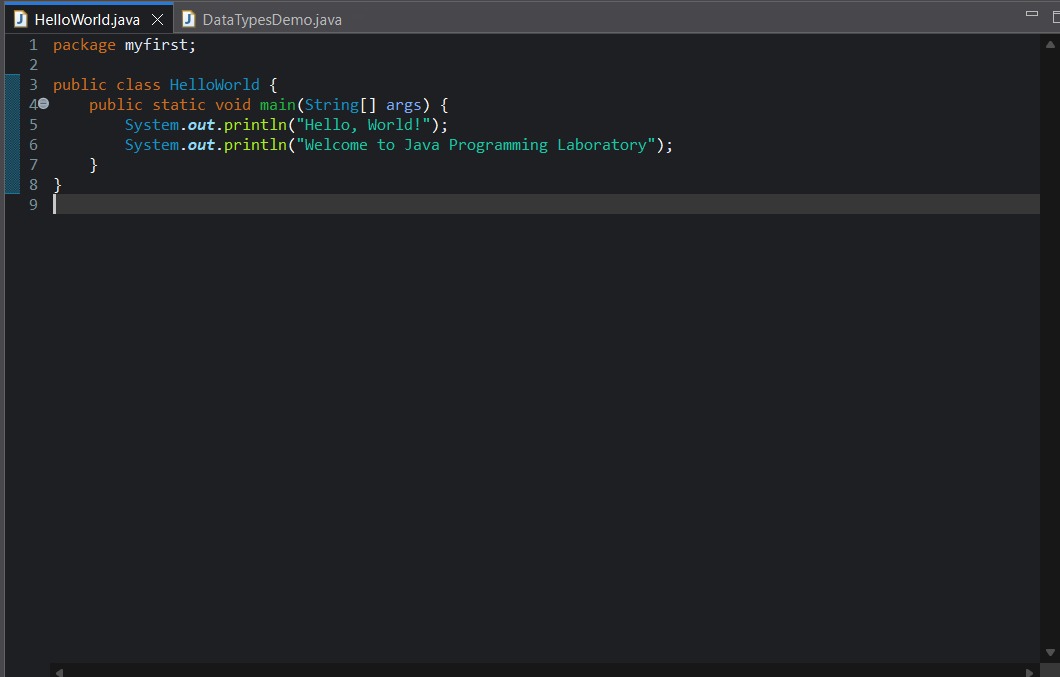 HelloWorld.java DataTypesDemo.java
1 package myfirst;
2
3 public class HelloWorld {
4 public static void main(String[] args) {
5 System.out.println("Hello, World!");
6 System.out.println("Welcome to Java Programming Laboratory");
7 }
8 }
9